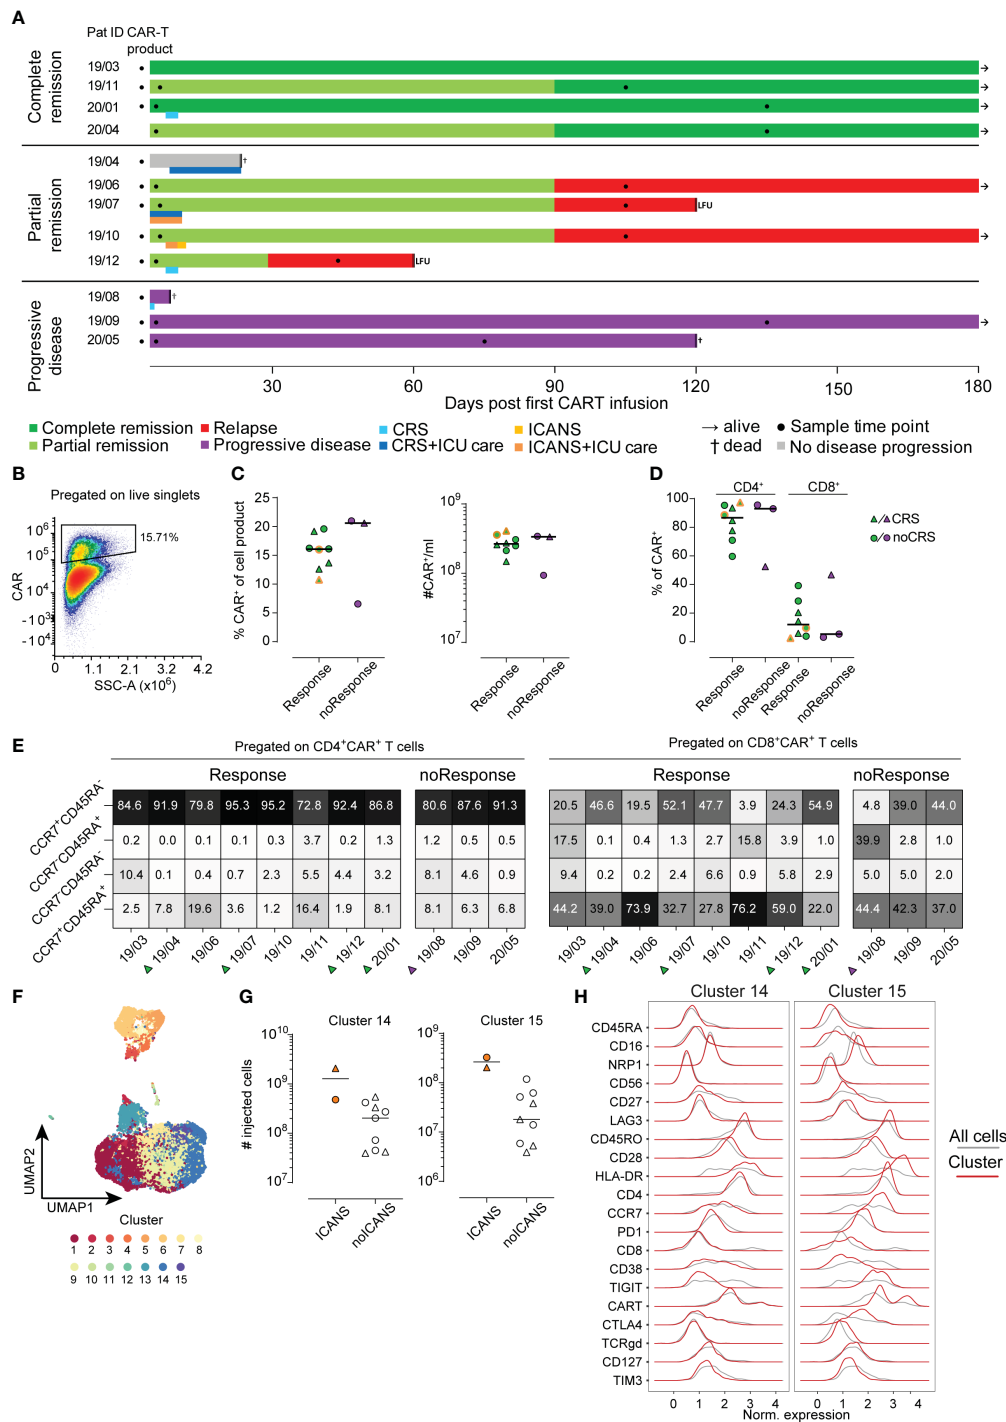 A
Pat ID CAR-T
product
Complete
remission
19/03
19/11
20/01
20/04
Partial
remission
19/04
†
19/06
19/07
LFU
19/10
19/12
LFU
Progressive
disease
19/08
†
19/09
20/05
†
30 60 90 120 150 180
Days post first CART infusion
Complete remission
Relapse
CRS
ICANS
→ alive
Sample time point
Partial remission
Progressive disease
CRS+ICU care
ICANS+ICU care
† dead
No disease progression
B
Pregated on live singlets
15.71%
CAR
10⁶
10⁵
10⁴
-10³
-10⁴
0 1.1 2.1 3.2 4.2
SSC-A (x10⁶)
C
% CAR⁺ of cell product
25
20
15
10
5
0
Response
noResponse
#CAR⁺/ml
10⁹
10⁸
10⁷
Response
noResponse
D
CD4⁺ CD8⁺
% of CAR⁺
100
80
60
40
20
0
Response
noResponse
Response
noResponse
/ CRS
/ noCRS
E
Pregated on CD4⁺CAR⁺ T cells
Response noResponse
CCR7⁺CD45RA⁻
84.6 91.9 79.8 95.3 95.2 72.8 92.4 86.8 80.6 87.6 91.3
CCR7⁻CD45RA⁺
0.2 0.0 0.1 0.1 0.3 3.7 0.2 1.3 1.2 0.5 0.5
CCR7⁻CD45RA⁻
10.4 0.1 0.4 0.7 2.3 5.5 4.4 3.2 8.1 4.6 0.9
CCR7⁺CD45RA⁺
2.5 7.8 19.6 3.6 1.2 16.4 1.9 8.1 8.1 6.3 6.8
19/03 19/04 19/06 19/07 19/10 19/11 19/12 20/01 19/08 19/09 20/05
Pregated on CD8⁺CAR⁺ T cells
Response noResponse
20.5 46.6 19.5 52.1 47.7 3.9 24.3 54.9 4.8 39.0 44.0
17.5 0.1 0.4 1.1 1.0 15.8 3.9 1.0 39.9 2.8 1.0
9.4 0.2 0.2 2.4 6.6 0.9 5.8 2.9 5.0 5.0 2.0
44.2 39.0 73.9 32.7 27.8 76.2 59.0 22.0 44.4 42.3 37.0
19/03 19/04 19/06 19/07 19/10 19/11 19/12 20/01 19/08 19/09 20/05
F
UMAP2
UMAP1
Cluster
1 2 3 4 5 6 7 8
9 10 11 12 13 14 15
G
# injected cells
Cluster 14
10¹⁰
10⁹
10⁸
10⁷
ICANS
noICANS
Cluster 15
10⁹
10⁸
10⁷
10⁶
ICANS
noICANS
H
Cluster 14 Cluster 15
CD45RA
CD16
NRP1
CD56
CD27
LAG3
CD45RO
CD28
HLA-DR
CD4
CCR7
PD1
CD8
CD38
TIGIT
CART
CTLA4
TCRgd
CD127
TIM3
0 1 2 3 4 0 1 2 3 4
Norm. expression
All cells
Cluster